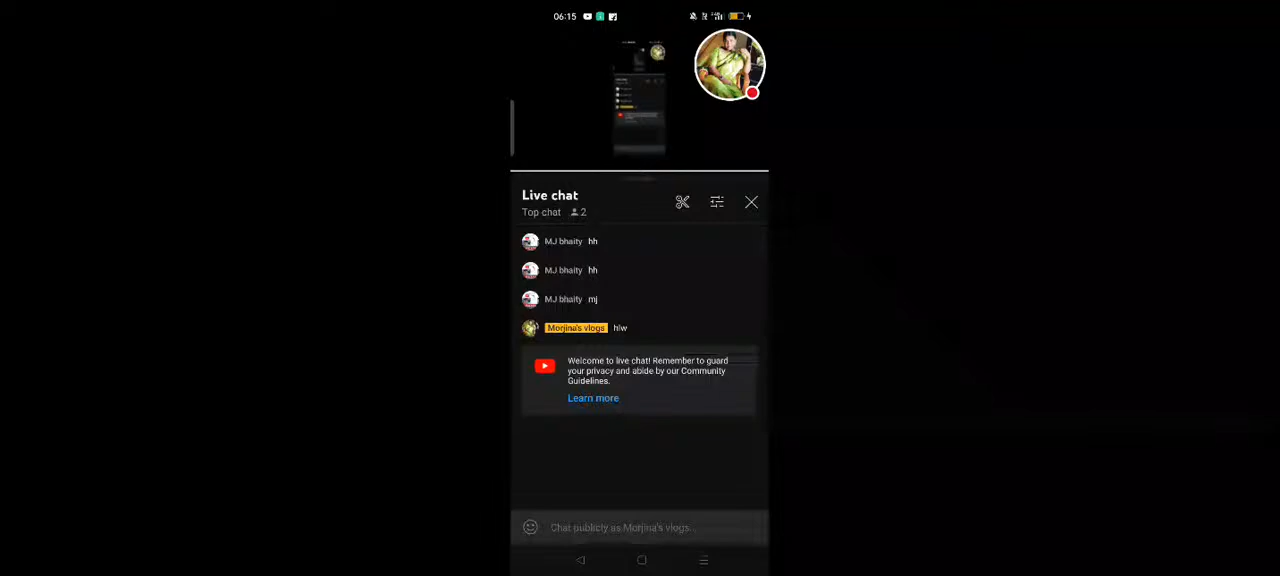 06:15
Live chat
Top chat 2
MJ bhaity hh
MJ bhaity hh
MJ bhaity mj
Morjina's vlogs hlw
Welcome to live chat! Remember to guard
your privacy and abide by our Community
Guidelines.
Learn more
Chat publicly as Morjina's vlogs...